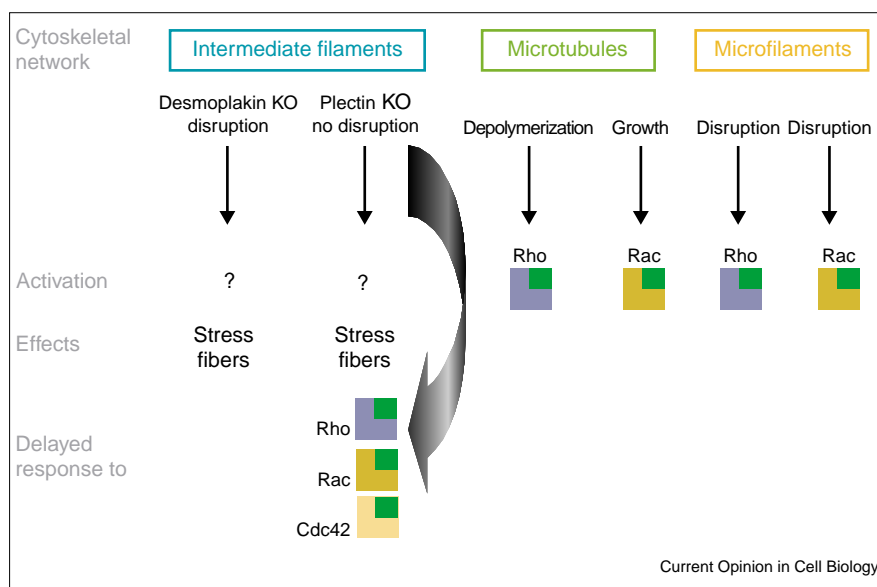 Cytoskeletal
network
Intermediate filaments
Microtubules
Microfilaments
Desmoplakin KO
disruption
Plectin KO
no disruption
Depolymerization
Growth
Disruption
Disruption
Activation
?
?
Rho
Rac
Rho
Rac
Effects
Stress
fibers
Stress
fibers
Delayed
response to
Rho
Rac
Cdc42
Current Opinion in Cell Biology